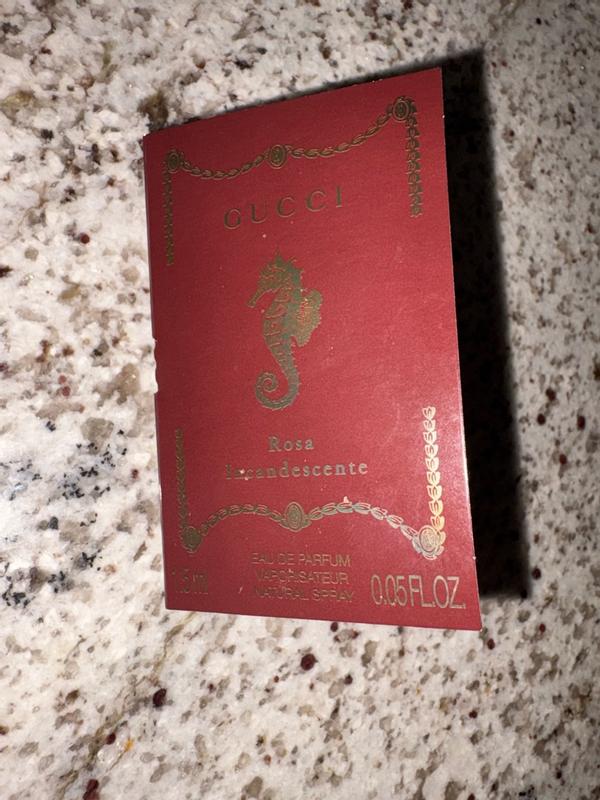 GUCCI
Rosa
Incandescente
EAU DE PARFUM
VAPORISATEUR
NATURAL SPRAY
1.5 ml
0.05 FL.OZ.